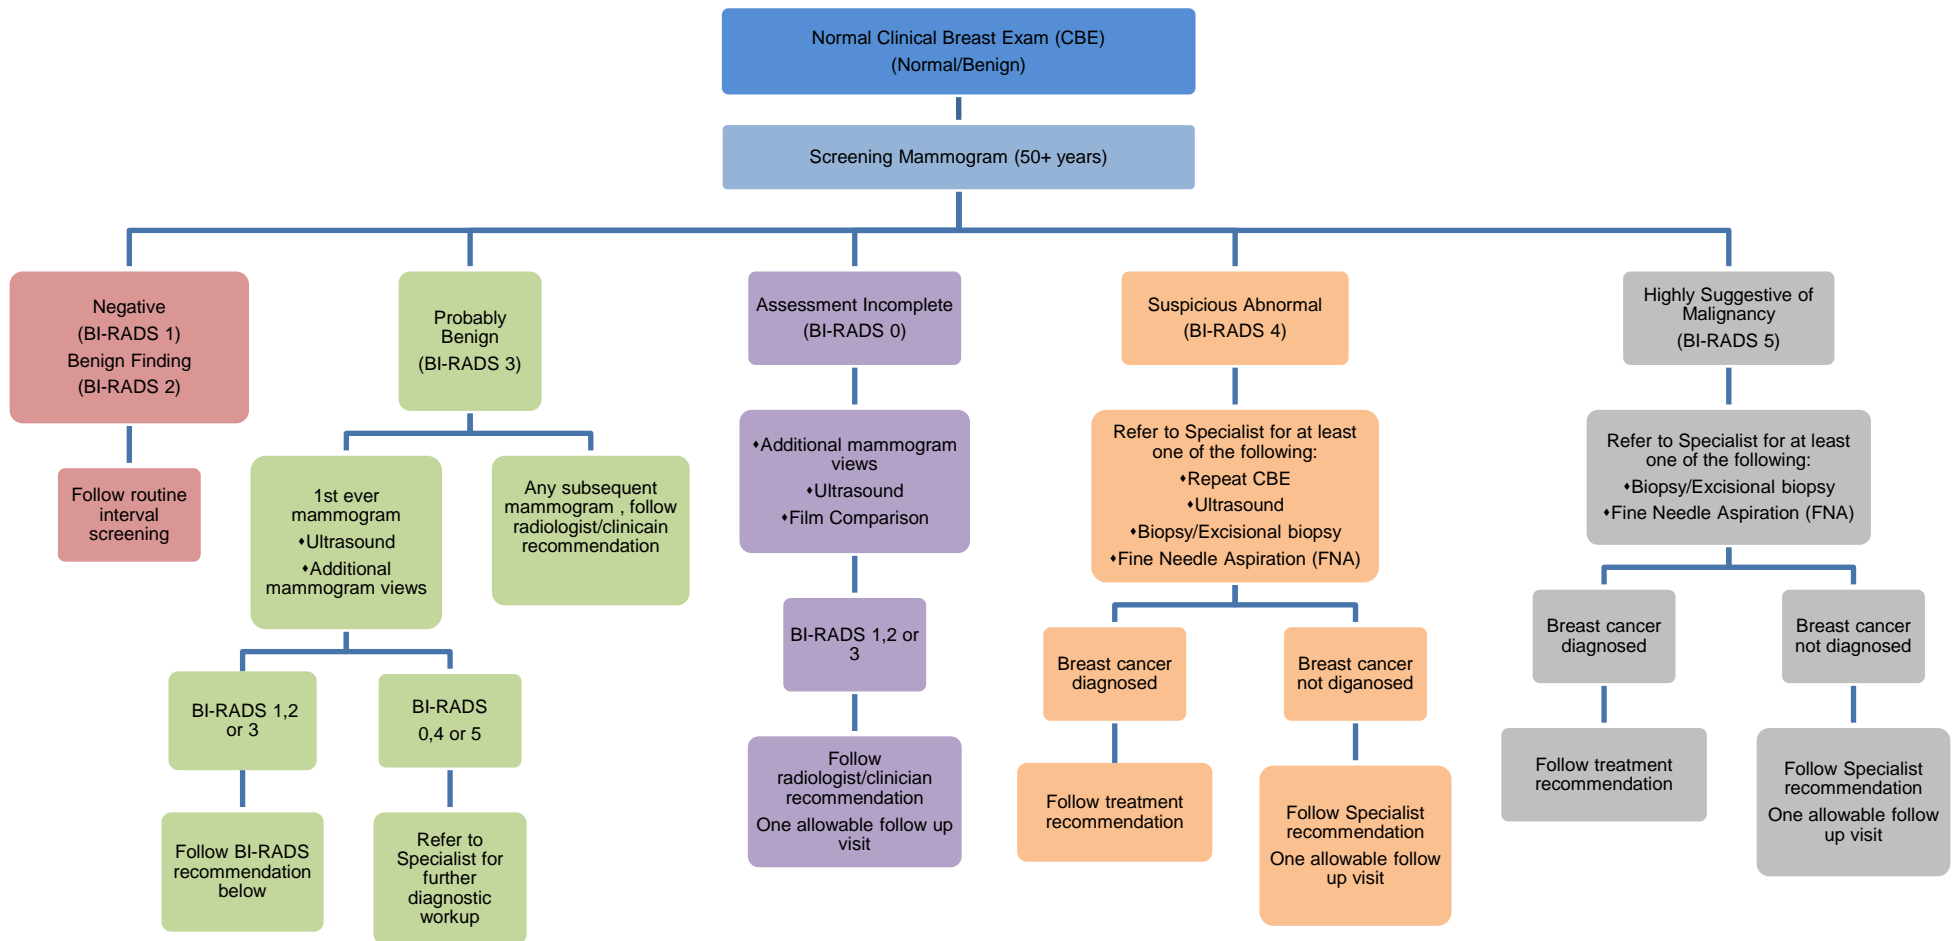 Normal Clinical Breast Exam (CBE)
(Normal/Benign)
Screening Mammogram (50+ years)
Negative
(BI-RADS 1)
Benign Finding
(BI-RADS 2)
Follow routine
interval
screening
Probably
Benign
(BI-RADS 3)
1st ever
mammogram
♦Ultrasound
♦Additional
mammogram views
Any subsequent
mammogram , follow
radiologist/clinicain
recommendation
BI-RADS 1,2
or 3
BI-RADS
0,4 or 5
Follow BI-RADS
recommendation
below
Refer to
Specialist for
further
diagnostic
workup
Assessment Incomplete
(BI-RADS 0)
♦Additional mammogram
views
♦Ultrasound
♦Film Comparison
BI-RADS 1,2 or
3
Follow
radiologist/clinician
recommendation
One allowable follow up
visit
Suspicious Abnormal
(BI-RADS 4)
Refer to Specialist for at least
one of the following:
♦Repeat CBE
♦Ultrasound
♦Biopsy/Excisional biopsy
♦Fine Needle Aspiration (FNA)
Breast cancer
diagnosed
Breast cancer
not diganosed
Follow treatment
recommendation
Follow Specialist
recommendation
One allowable follow
up visit
Highly Suggestive of
Malignancy
(BI-RADS 5)
Refer to Specialist for at least
one of the following:
♦Biopsy/Excisional biopsy
♦Fine Needle Aspiration (FNA)
Breast cancer
diagnosed
Breast cancer
not diagnosed
Follow treatment
recommendation
Follow Specialist
recommendation
One allowable follow
up visit